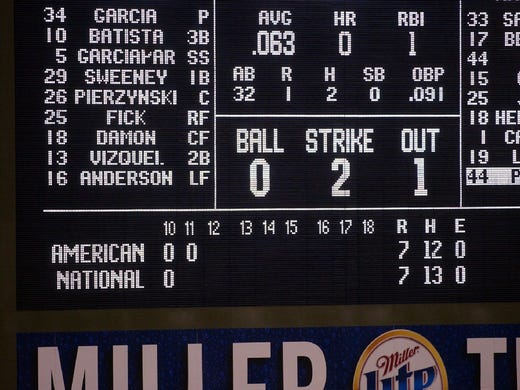 34 GARCIA P
10 BATISTA 3B
5 GARCIAPAR SS
29 SWEENEY 1B
26 PIERZYNSKI C
25 FICK RF
18 DAMON CF
13 VIZQUEL 2B
16 ANDERSON LF
AVG HR RBI
.063 0 1
AB R H SB OBP
32 1 2 0 .091
BALL STRIKE OUT
0 2 1
33 SA
17 BE
44
15 A
25
18 HE
1 C
19 L
44 P
10 11 12 13 14 15 16 17 18 R H E
AMERICAN 0 0 7 12 0
NATIONAL 0 7 13 0
MILLER
Miller
Lite